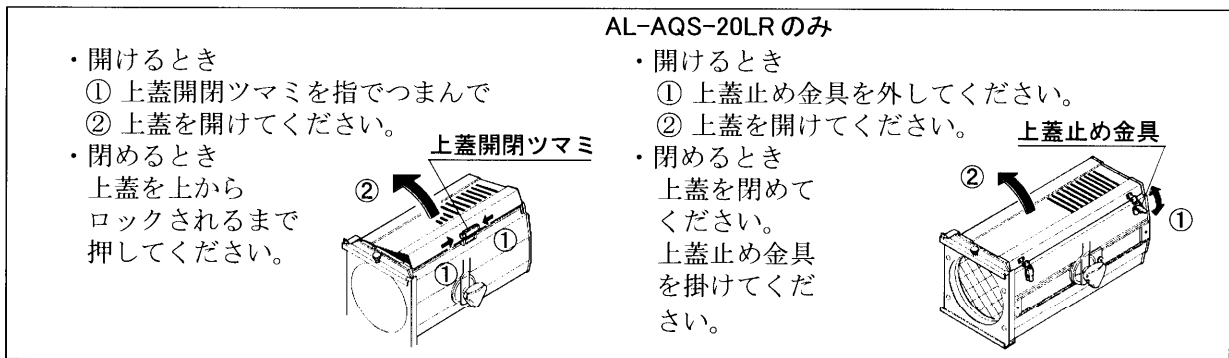 ・開けるとき
① 上蓋開閉ツマミを指でつまんで
② 上蓋を開けてください。
・閉めるとき
上蓋を上から
ロックされるまで
押してください。
上蓋開閉ツマミ
②
①
①
AL-AQS-20LRのみ
・開けるとき
① 上蓋止め金具を外してください。
② 上蓋を開けてください。
・閉めるとき
上蓋を閉めて
ください。
上蓋止め金具
を掛けてくだ
さい。
上蓋止め金具
②
①